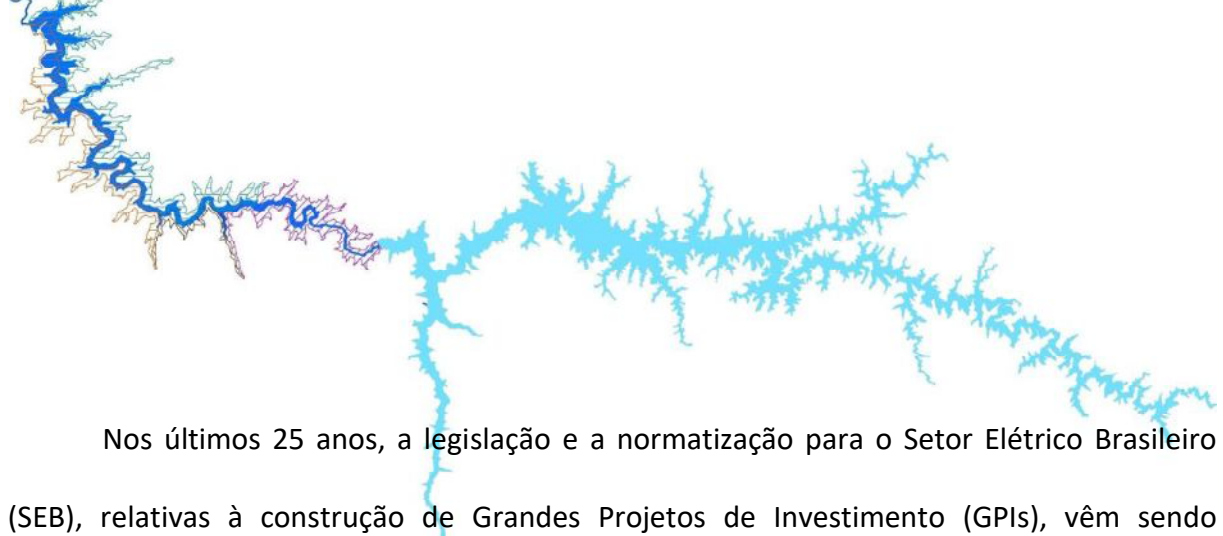 Nos últimos 25 anos, a legislação e a normatização para o Setor Elétrico Brasileiro
(SEB), relativas à construção de Grandes Projetos de Investimento (GPIs), vêm sendo